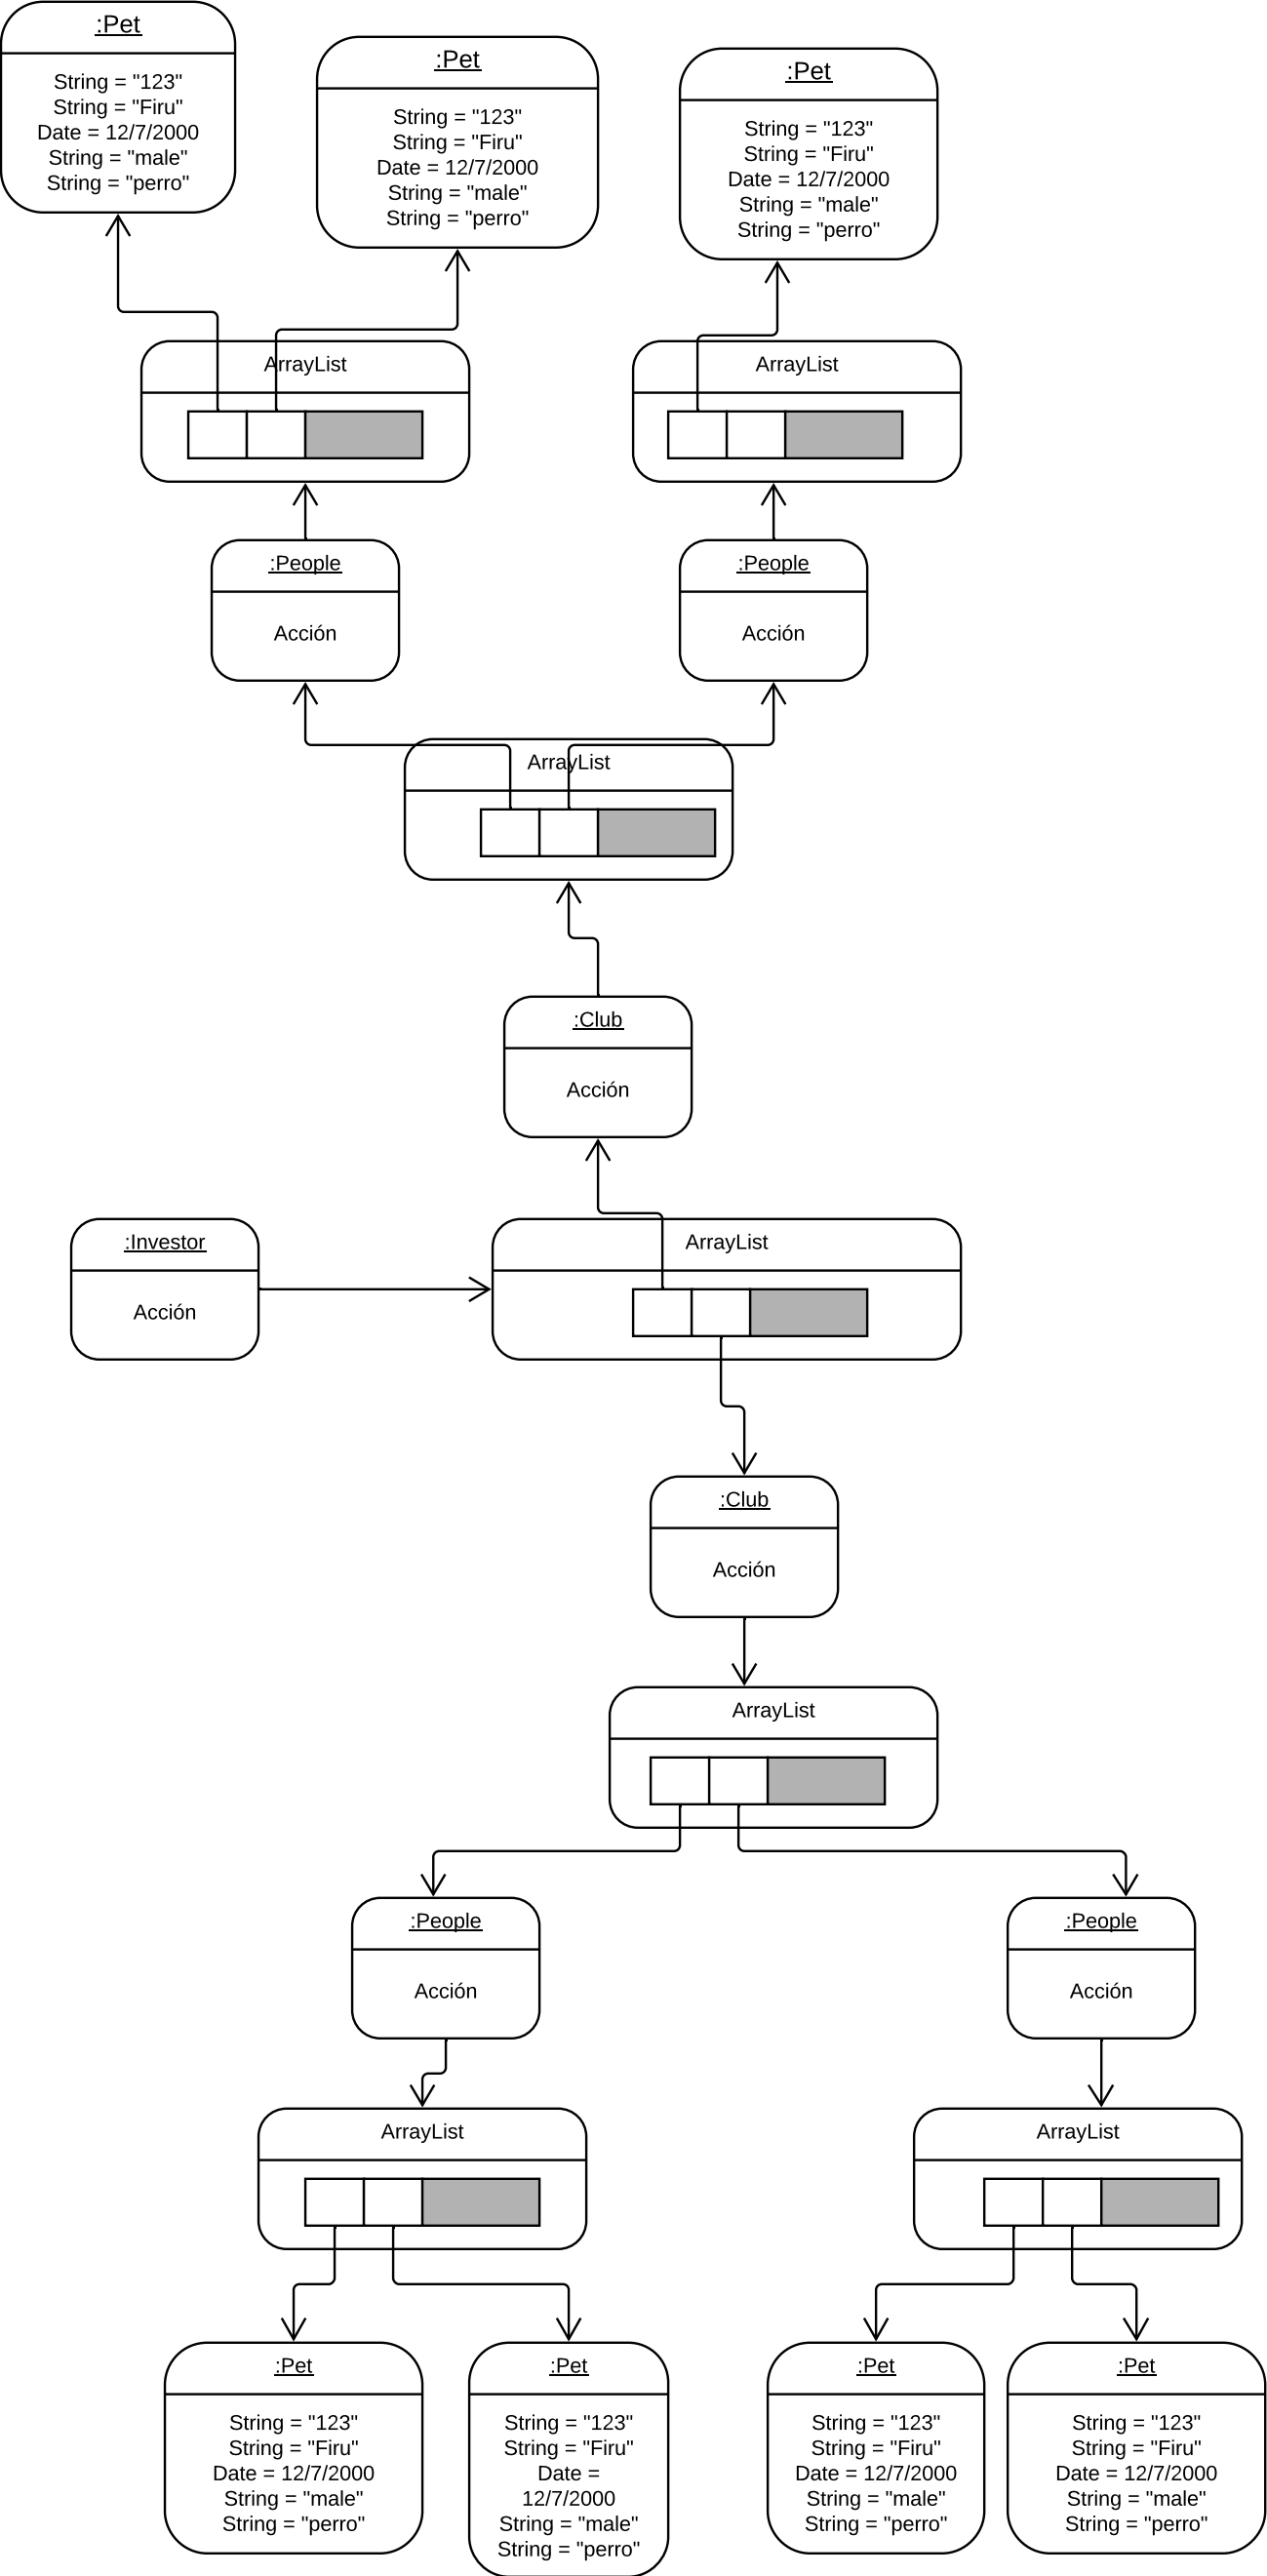 :Pet
String = "123"
String = "Firu"
Date = 12/7/2000
String = "male"
String = "perro"
:Pet
String = "123"
String = "Firu"
Date = 12/7/2000
String = "male"
String = "perro"
:Pet
String = "123"
String = "Firu"
Date = 12/7/2000
String = "male"
String = "perro"
ArrayList
ArrayList
:People
Acción
:People
Acción
ArrayList
:Club
Acción
:Investor
Acción
ArrayList
:Club
Acción
ArrayList
:People
Acción
:People
Acción
ArrayList
ArrayList
:Pet
String = "123"
String = "Firu"
Date = 12/7/2000
String = "male"
String = "perro"
:Pet
String = "123"
String = "Firu"
Date =
12/7/2000
String = "male"
String = "perro"
:Pet
String = "123"
String = "Firu"
Date = 12/7/2000
String = "male"
String = "perro"
:Pet
String = "123"
String = "Firu"
Date = 12/7/2000
String = "male"
String = "perro"